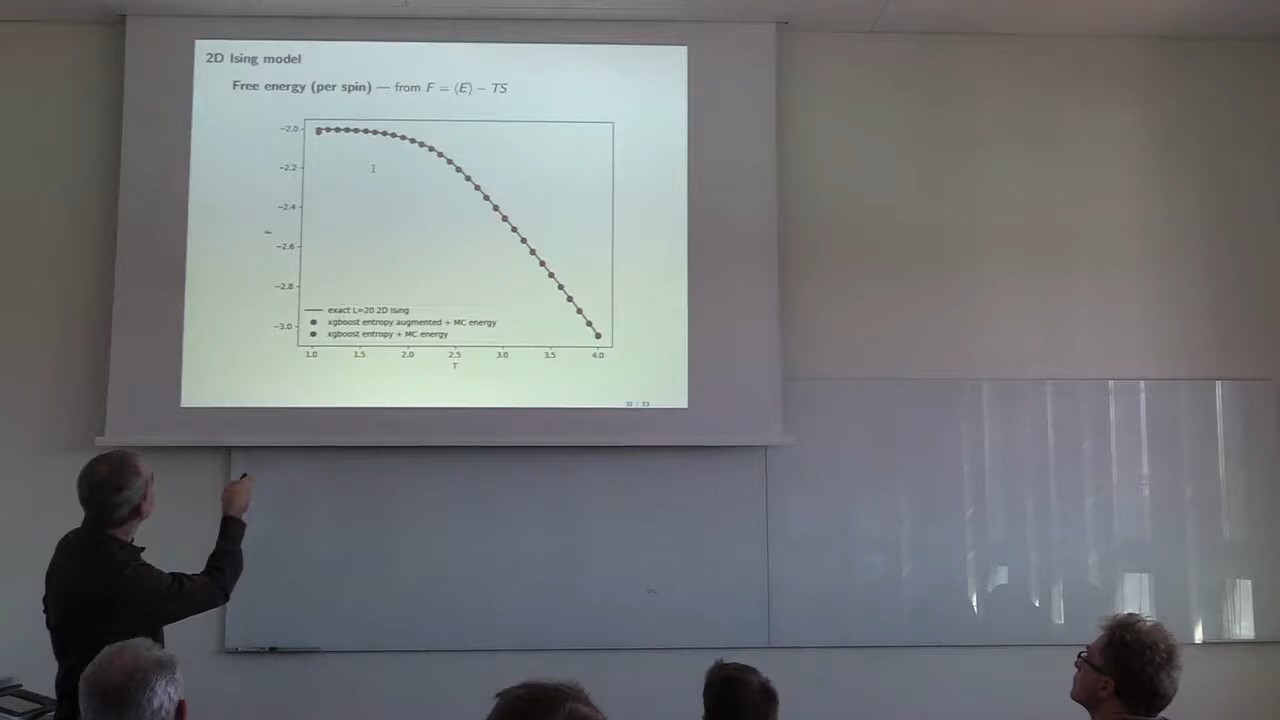 2D Ising model
Free energy (per spin) — from F = ⟨E⟩ − TS
−2.0
−2.2
−2.4
−2.6
−2.8
−3.0
F
exact L=20 2D Ising
xgboost entropy augmented + MC energy
xgboost entropy + MC energy
1.0 1.5 2.0 2.5 3.0 3.5 4.0
T